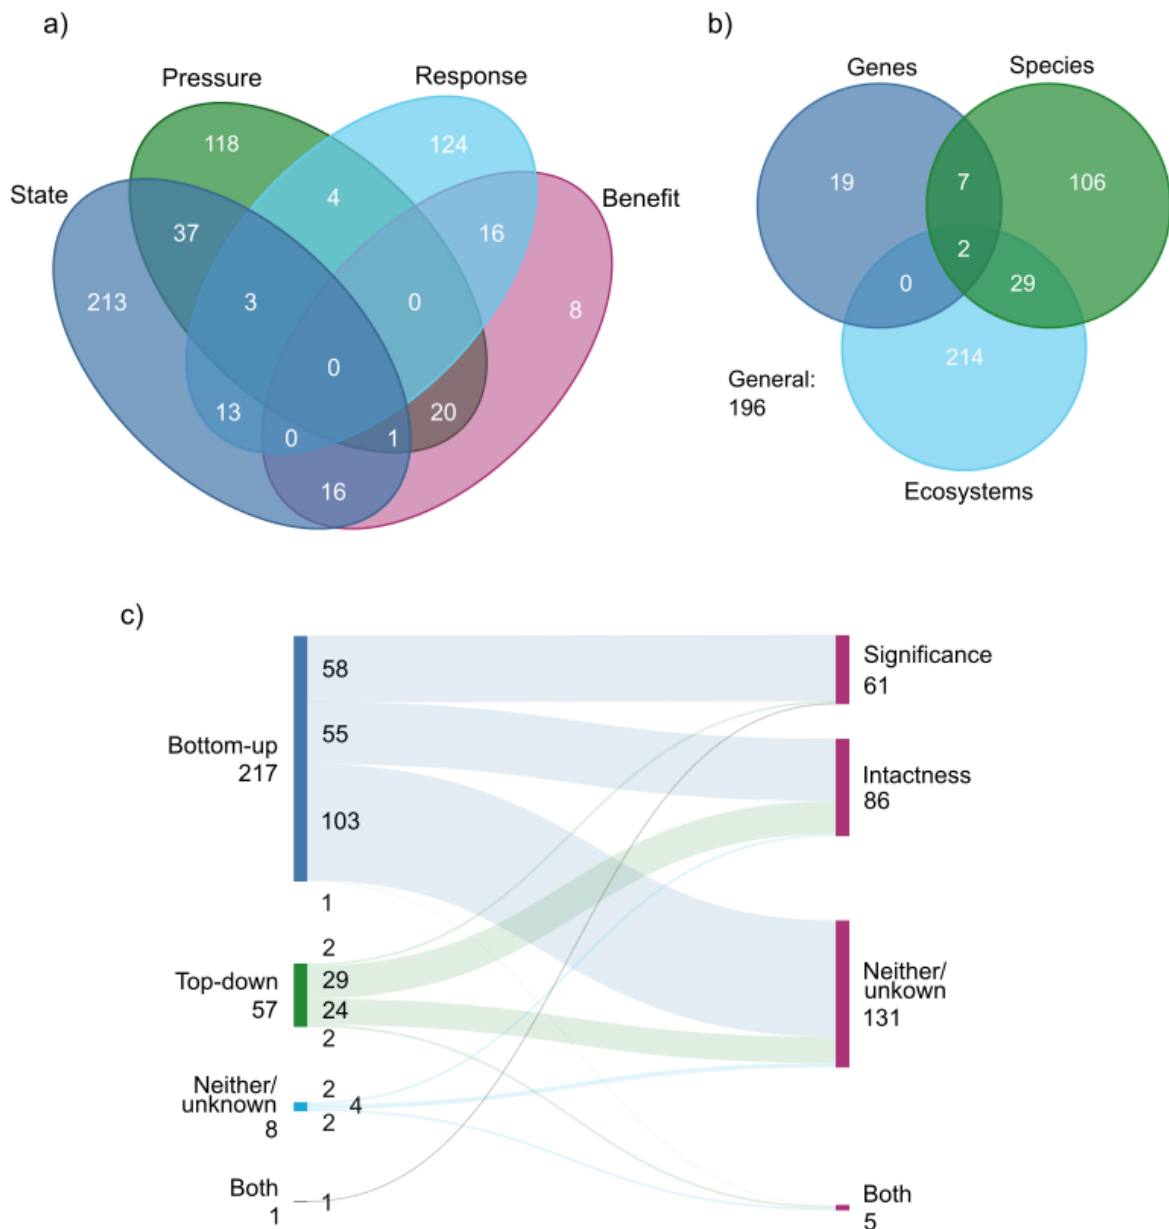 a)
Pressure
Response
State
Benefit
118
124
4
37
16
213
3
0
8
0
13
20
0
1
16
b)
Genes
Species
19
7
106
2
0
29
214
General:
196
Ecosystems
c)
Bottom-up
217
58
55
103
1
Top-down
57
2
29
24
2
Neither/
unknown
8
2
4
2
Both
1
1
Significance
61
Intactness
86
Neither/
unkown
131
Both
5